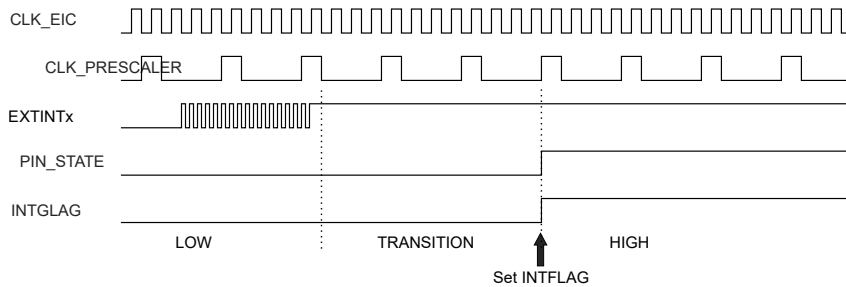 CLK_EIC
CLK_PRESCALER
EXTINTx
PIN_STATE
INTGLAG
LOW TRANSITION HIGH
Set INTFLAG